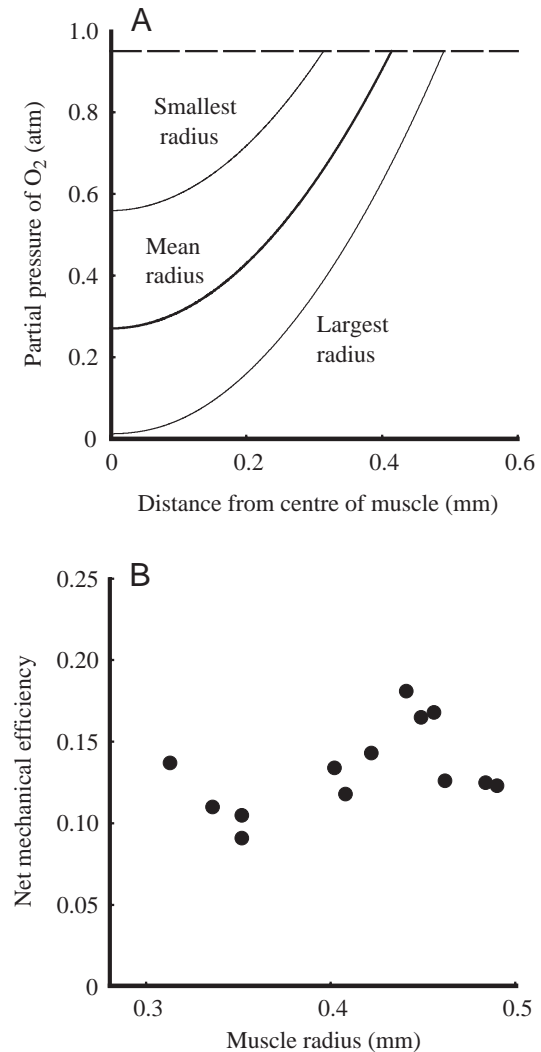 A
Partial pressure of O2 (atm)
1.0
0.8
0.6
0.4
0.2
0
Smallest
radius
Mean
radius
Largest
radius
0 0.2 0.4 0.6
Distance from centre of muscle (mm)
B
Net mechanical efficiency
0.25
0.20
0.15
0.10
0.05
0
0.3 0.4 0.5
Muscle radius (mm)